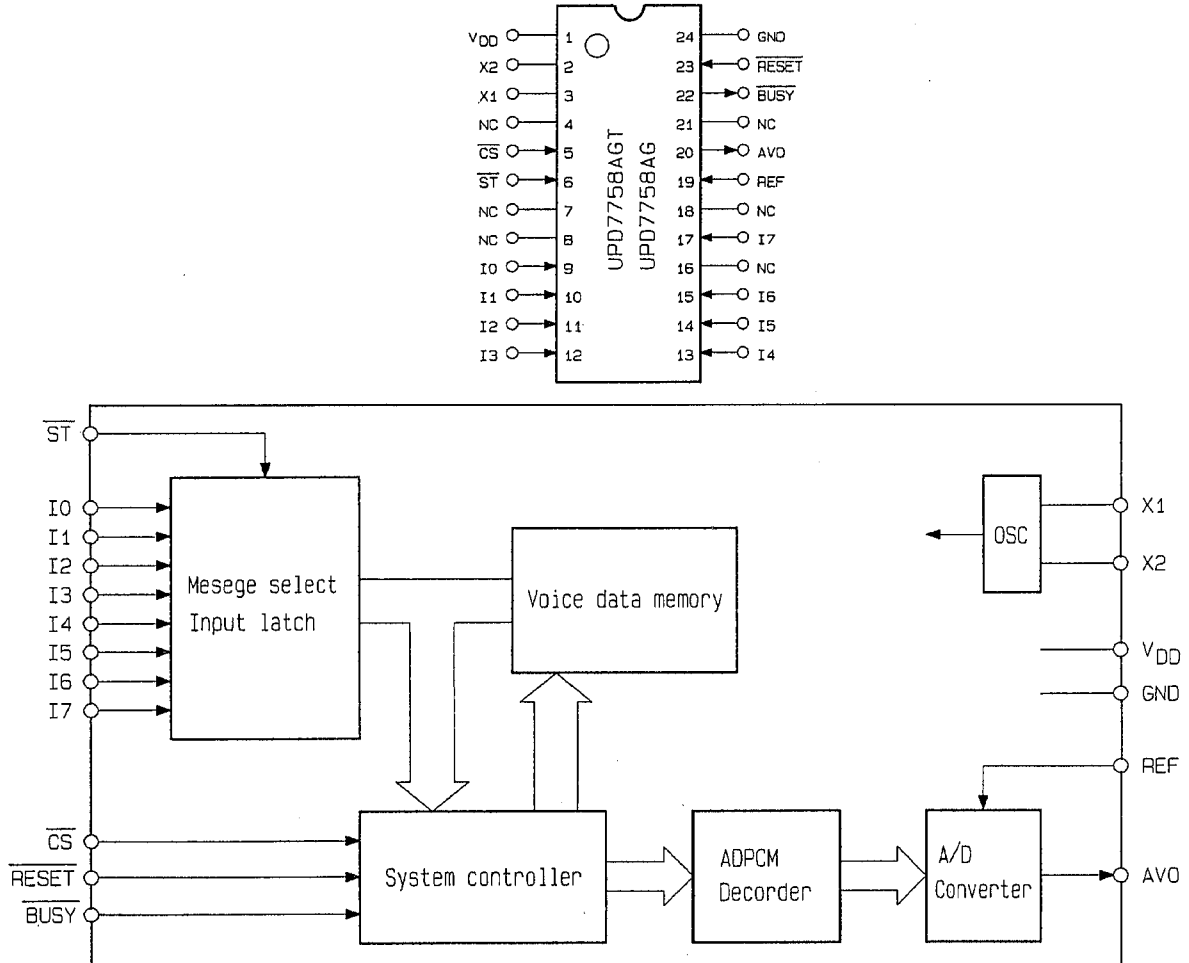 VDD 1 24 GND
X2 2 23 RESET
X1 3 22 BUSY
NC 4 21 NC
CS 5 20 AVO
ST 6 19 REF
NC 7 18 NC
NC 8 17 I7
I0 9 16 NC
I1 10 15 I6
I2 11 14 I5
I3 12 13 I4
UPD7758AGT
UPD7758AG
ST
I0
I1
I2
I3
I4
I5
I6
I7
Mesege select
Input latch
Voice data memory
OSC
X1
X2
VDD
GND
REF
CS
RESET
BUSY
System controller
ADPCM
Decorder
A/D
Converter
AVO